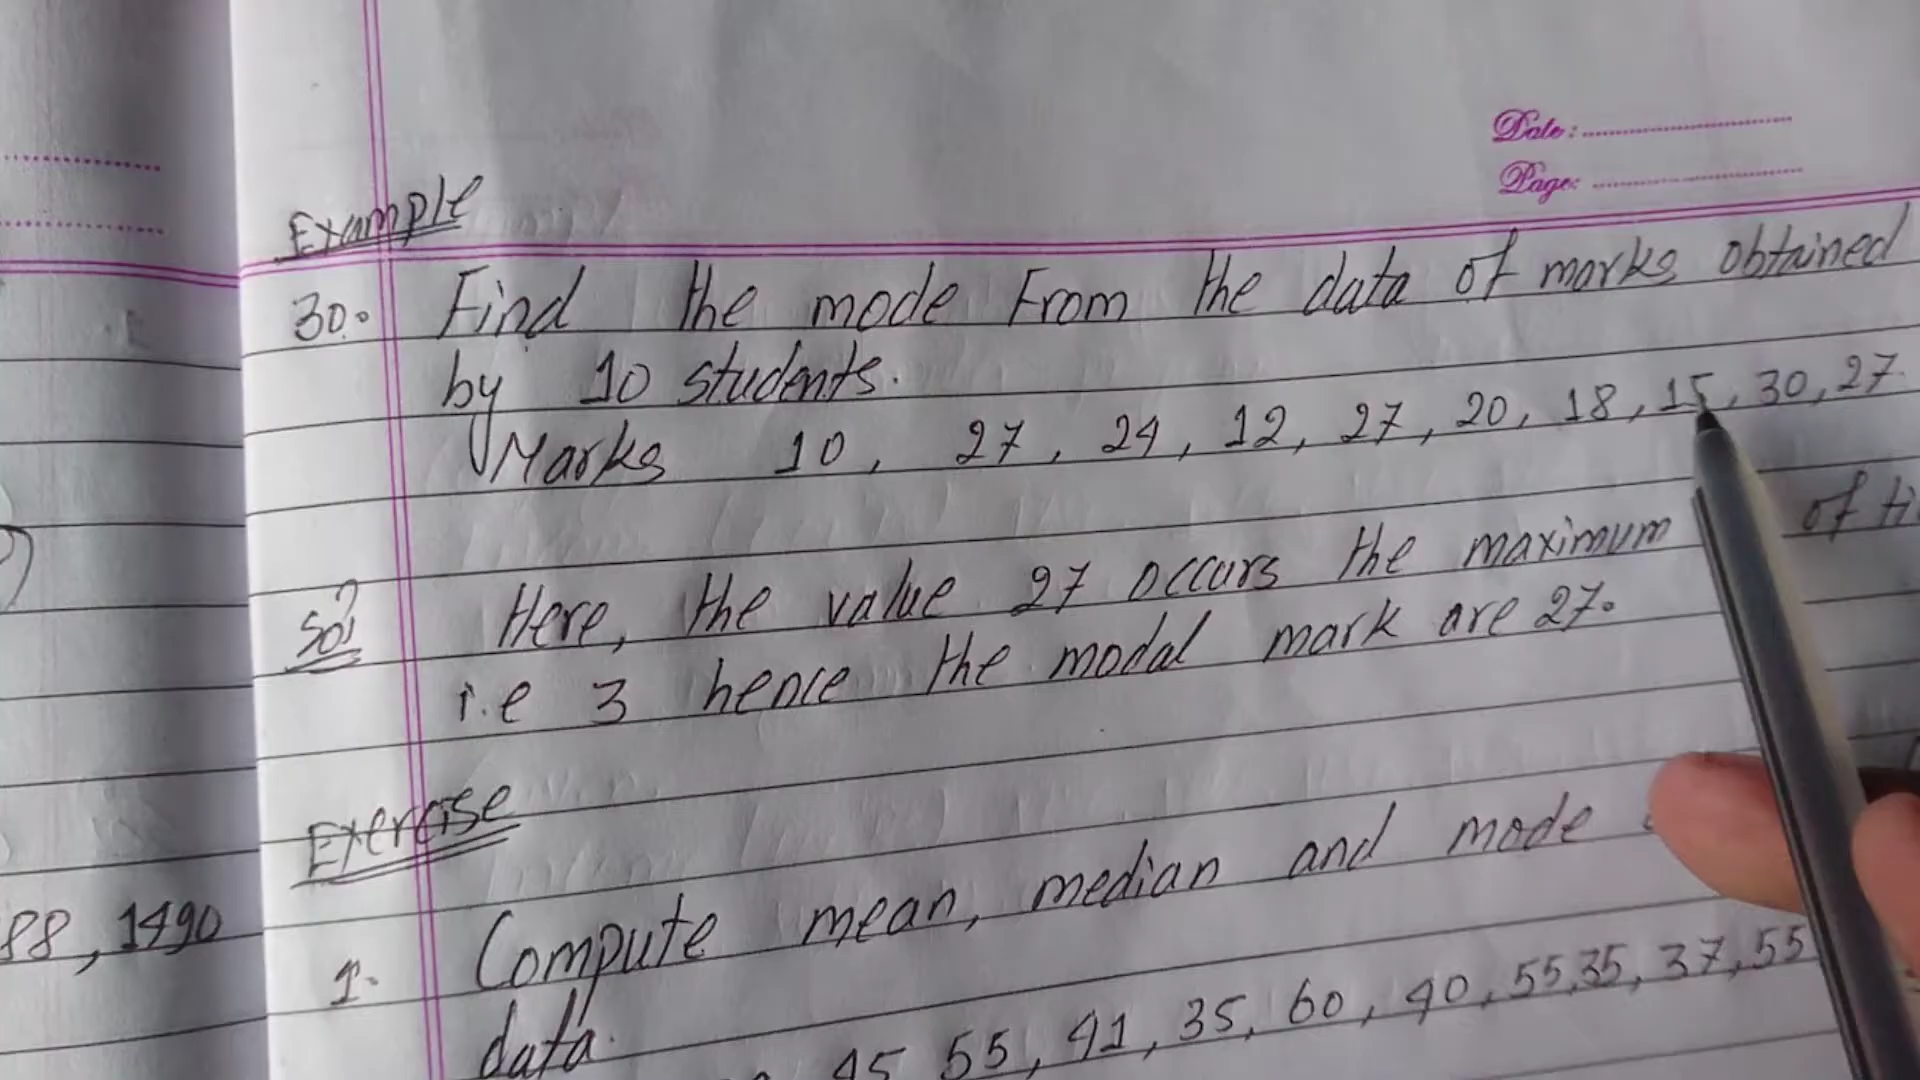 Date:
Page:
Example
30. Find the mode From the data of marks obtained
by 10 students.
Marks 10, 27, 24, 12, 27, 20, 18, 15, 30, 27.
Sol? Here, the value 27 occurs the maximum of
i.e 3 hence the modal mark are 27.
Exercise
88, 1490
1. Compute mean, median and mode
data.
45 55, 41, 35, 60, 40, 55, 35, 37, 55